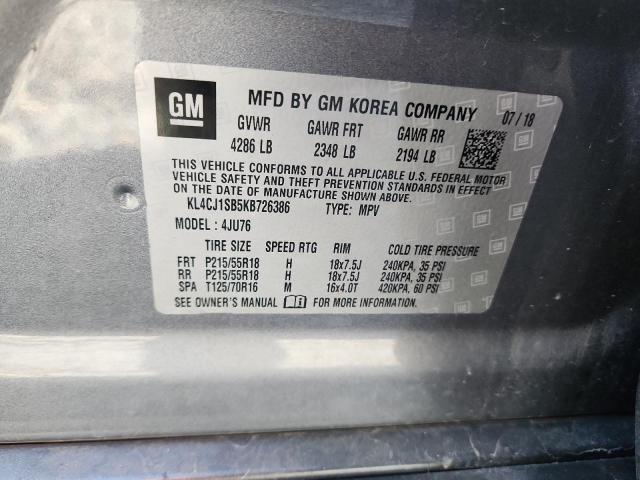 GM
MFD BY GM KOREA COMPANY 07 / 18
GVWR GAWR FRT GAWR RR
4286 LB 2348 LB 2194 LB
THIS VEHICLE CONFORMS TO ALL APPLICABLE U.S. FEDERAL MOTOR
VEHICLE SAFETY AND THEFT PREVENTION STANDARDS IN EFFECT
ON THE DATE OF MANUFACTURE SHOWN ABOVE.
KL4CJ1SB5KB726386 TYPE: MPV
MODEL : 4JU76
TIRE SIZE SPEED RTG RIM COLD TIRE PRESSURE
FRT P215/55R18 H 18x7.5J 240KPA, 35 PSI
RR P215/55R18 H 18x7.5J 240KPA, 35 PSI
SPA T125/70R16 M 16x4.0T 420KPA, 60 PSI
SEE OWNER'S MANUAL FOR MORE INFORMATION.